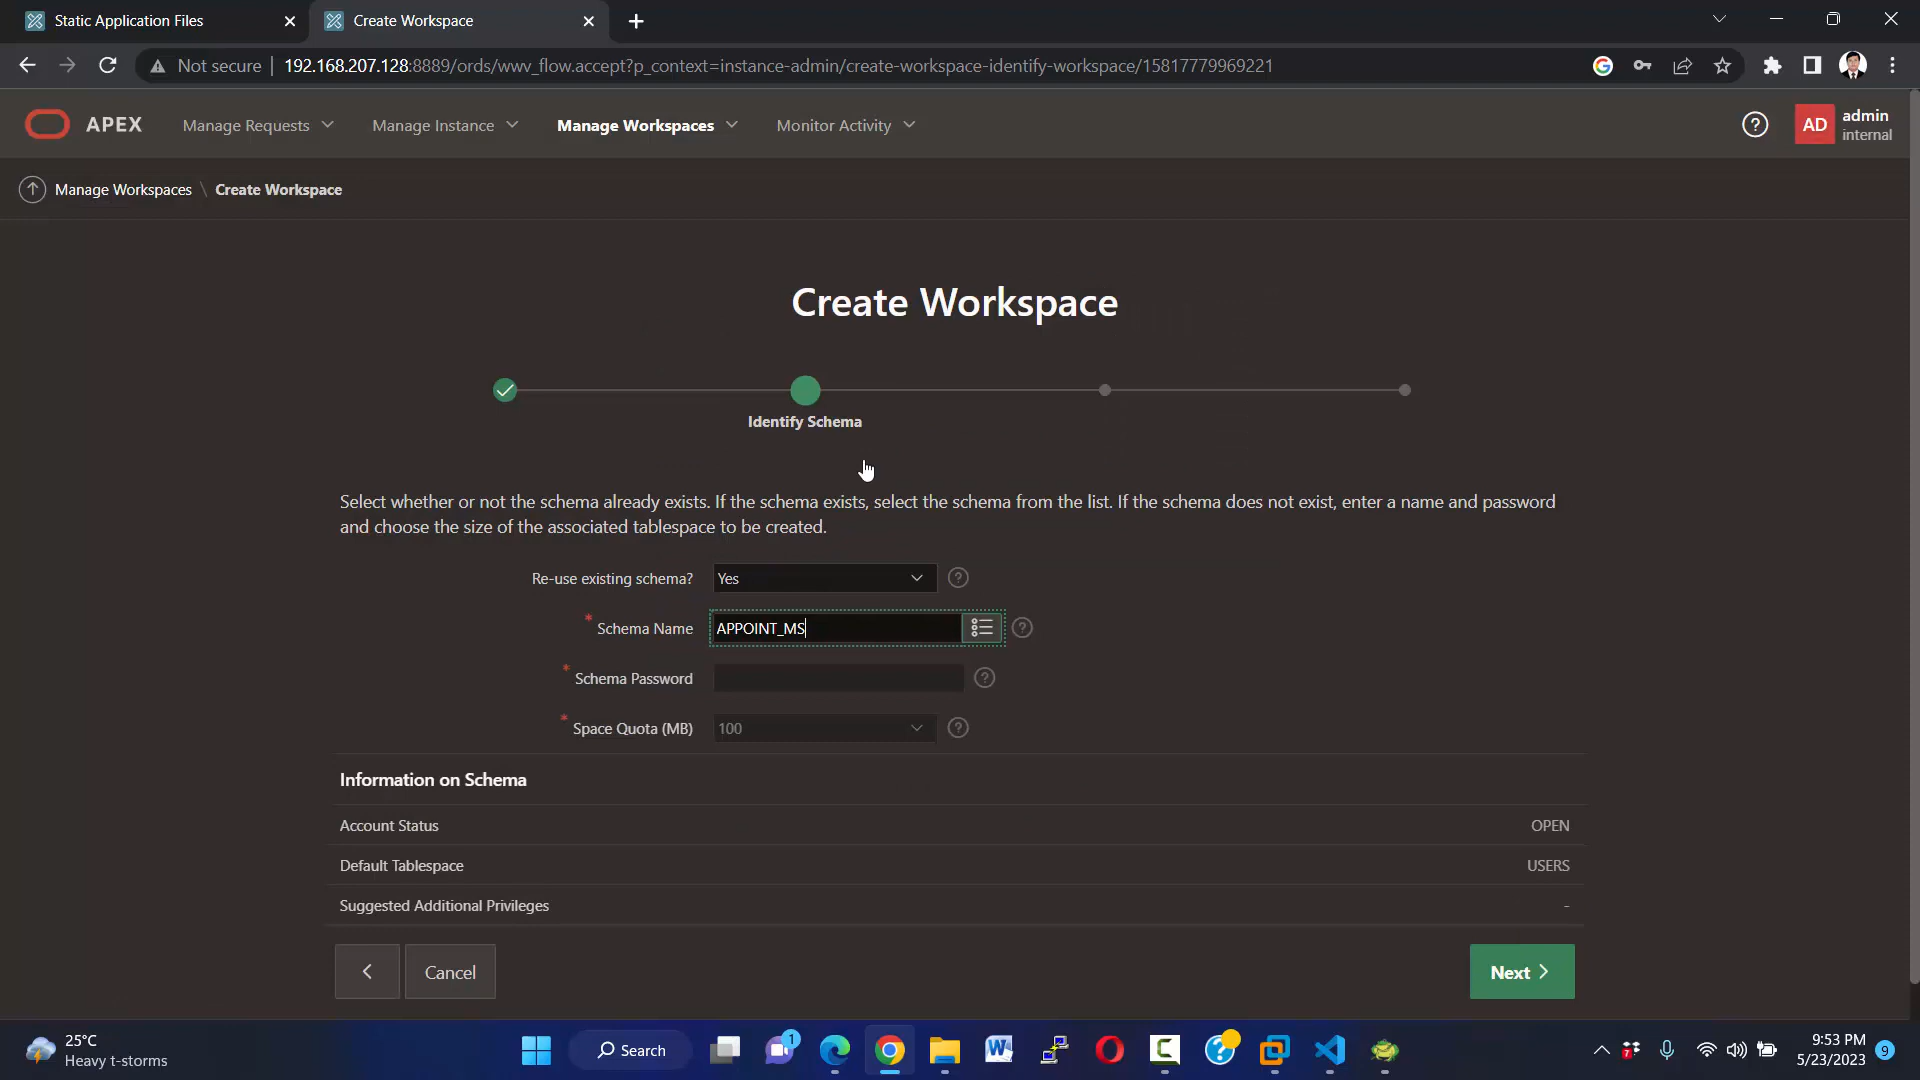 Static Application Files
Create Workspace
Not secure
192.168.207.128:8889/ords/wwv_flow.accept?p_context=instance-admin/create-workspace-identify-workspace/15817779969221
APEX
Manage Requests
Manage Instance
Manage Workspaces
Monitor Activity
?
AD
admin
internal
Manage Workspaces \ Create Workspace
Create Workspace
Identify Schema
Select whether or not the schema already exists. If the schema exists, select the schema from the list. If the schema does not exist, enter a name and password
and choose the size of the associated tablespace to be created.
Re-use existing schema? Yes ?
* Schema Name APPOINT_MS ?
* Schema Password ?
* Space Quota (MB) 100 ?
Information on Schema
Account Status OPEN
Default Tablespace USERS
Suggested Additional Privileges -
Cancel
Next
25°C
Heavy t-storms
Search
1
7
9:53 PM
5/23/2023
9